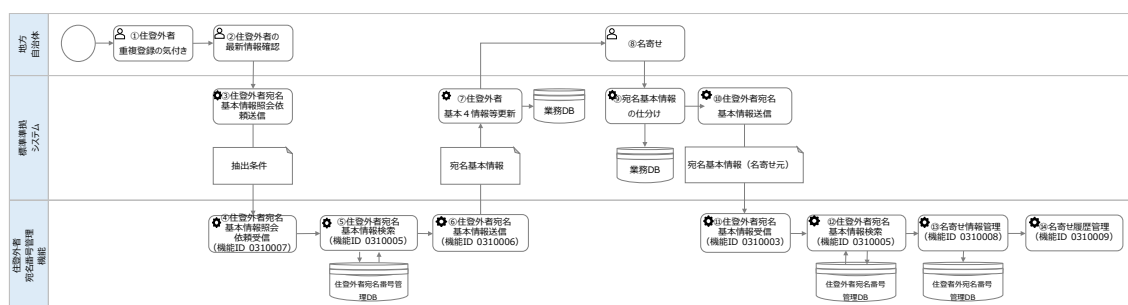 地方
自治体
①住登外者
重複登録の気付き
②住登外者の
最新情報確認
⑧名寄せ
標準準拠
システム
③住登外者宛名
基本情報照会依
頼送信
⑦住登外者
基本４情報等更新
業務DB
⑨宛名基本情報
の仕分け
⑩住登外者宛名
基本情報送信
業務DB
抽出条件
宛名基本情報
宛名基本情報（名寄せ元）
住登外者
宛名番号管理
機能
④住登外者宛名
基本情報照会
依頼受信
（機能ID 0310007）
⑤住登外者宛名
基本情報検索
（機能ID 0310005）
⑥住登外者宛名
基本情報送信
（機能ID 0310006）
⑪住登外者宛名
基本情報受信
（機能ID 0310003）
⑫住登外者宛名
基本情報検索
（機能ID 0310005）
⑬名寄せ情報管理
（機能ID 0310008）
⑭名寄せ履歴管理
（機能ID 0310009）
住登外者宛名番号管
理DB
住登外者宛名番号
管理DB
住登者外宛名番号
管理DB